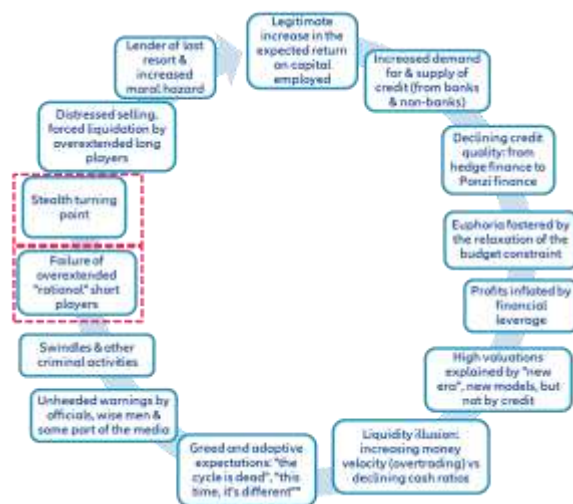 Legitimate
increase in the
expected return
on capital
employed
Increased demand
for & supply of
credit (from banks
& non-banks)
Declining credit
quality: from
hedge finance to
Ponzi finance
Euphoria fostered
by the relaxation of the
budget constraint
Profits inflated by
financial
leverage
High valuations
explained by "new
era", new models, but
not by credit
Liquidity illusion:
increasing money
velocity (overtrading) vs
declining cash ratios
Greed and adaptive
expectations: "the
cycle is dead", "this
time, it's different""
Unheeded warnings by
officials, wise men &
some part of the media
Swindles & other
criminal activities
Failure of
overextended
"rational" short
players
Stealth turning
point
Distressed selling,
forced liquidation by
overextended long
players
Lender of last
resort &
increased
moral hazard